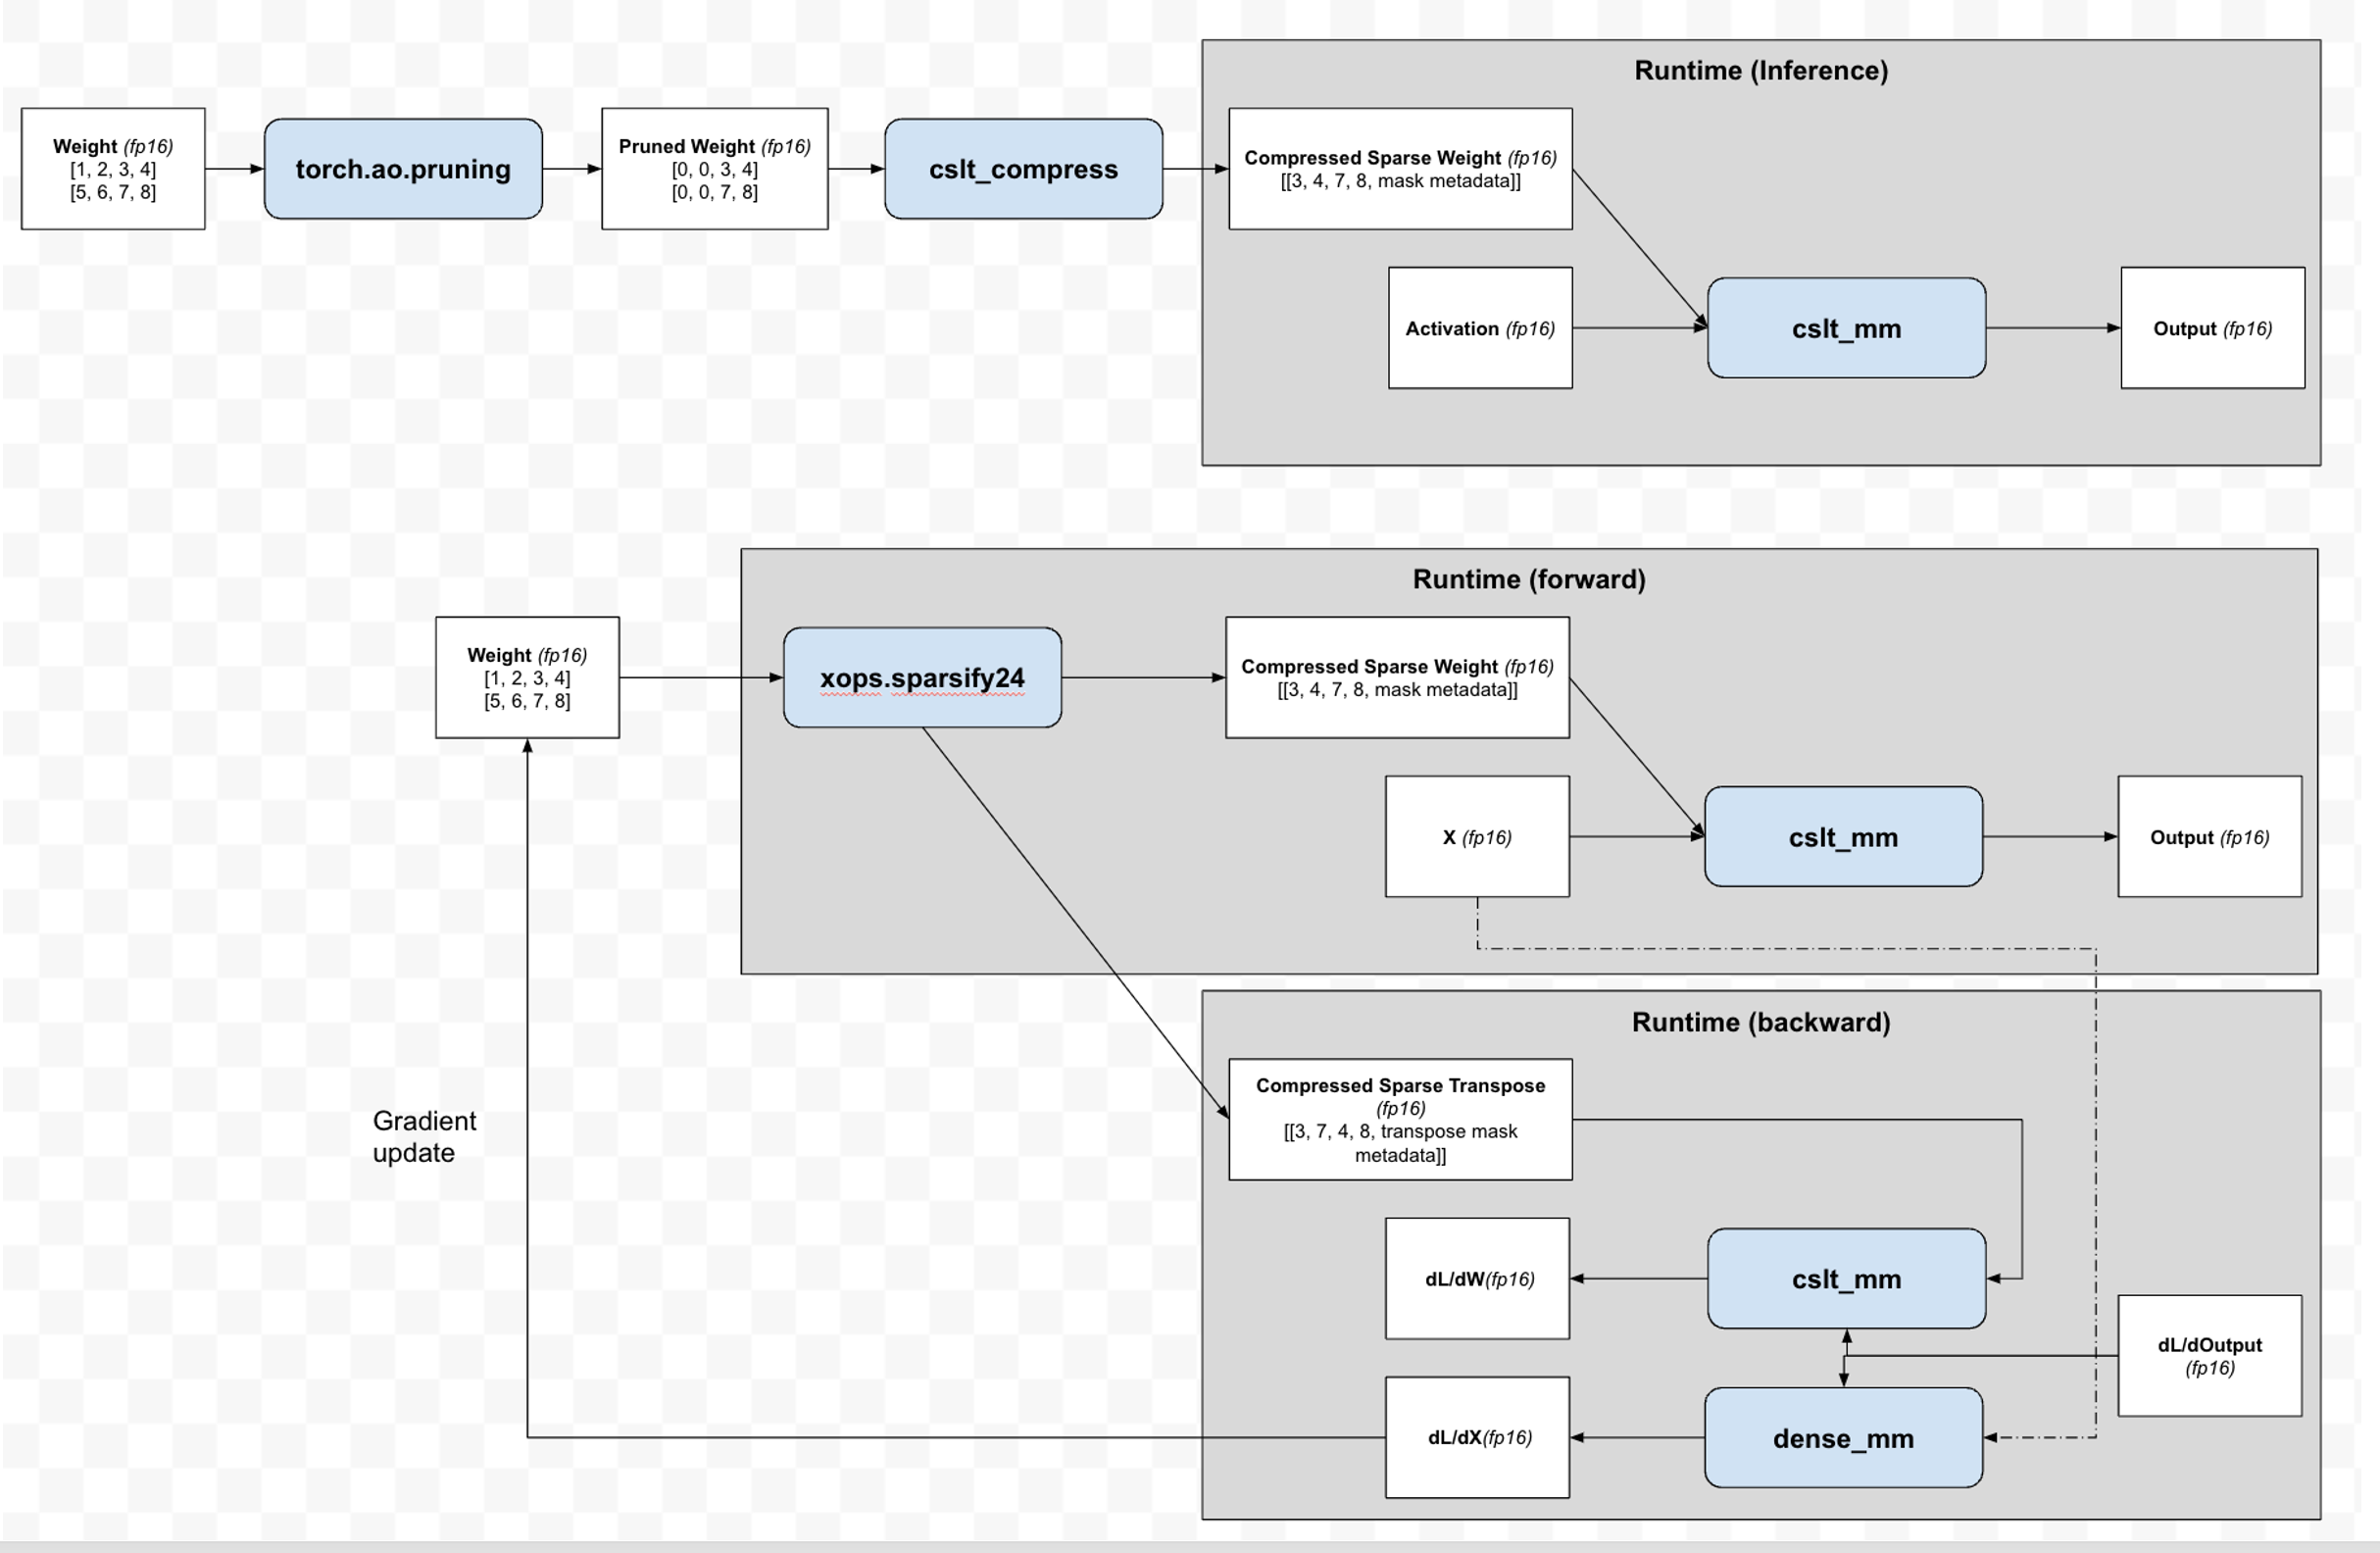 Runtime (Inference)
Weight (fp16)
[1, 2, 3, 4]
[5, 6, 7, 8]
torch.ao.pruning
Pruned Weight (fp16)
[0, 0, 3, 4]
[0, 0, 7, 8]
cslt_compress
Compressed Sparse Weight (fp16)
[[3, 4, 7, 8, mask metadata]]
Activation (fp16)
cslt_mm
Output (fp16)
Runtime (forward)
Weight (fp16)
[1, 2, 3, 4]
[5, 6, 7, 8]
xops.sparsify24
Compressed Sparse Weight (fp16)
[[3, 4, 7, 8, mask metadata]]
X (fp16)
cslt_mm
Output (fp16)
Runtime (backward)
Compressed Sparse Transpose
(fp16)
[[3, 7, 4, 8, transpose mask
metadata]]
Gradient
update
dL/dW(fp16)
cslt_mm
dL/dOutput
(fp16)
dL/dX(fp16)
dense_mm